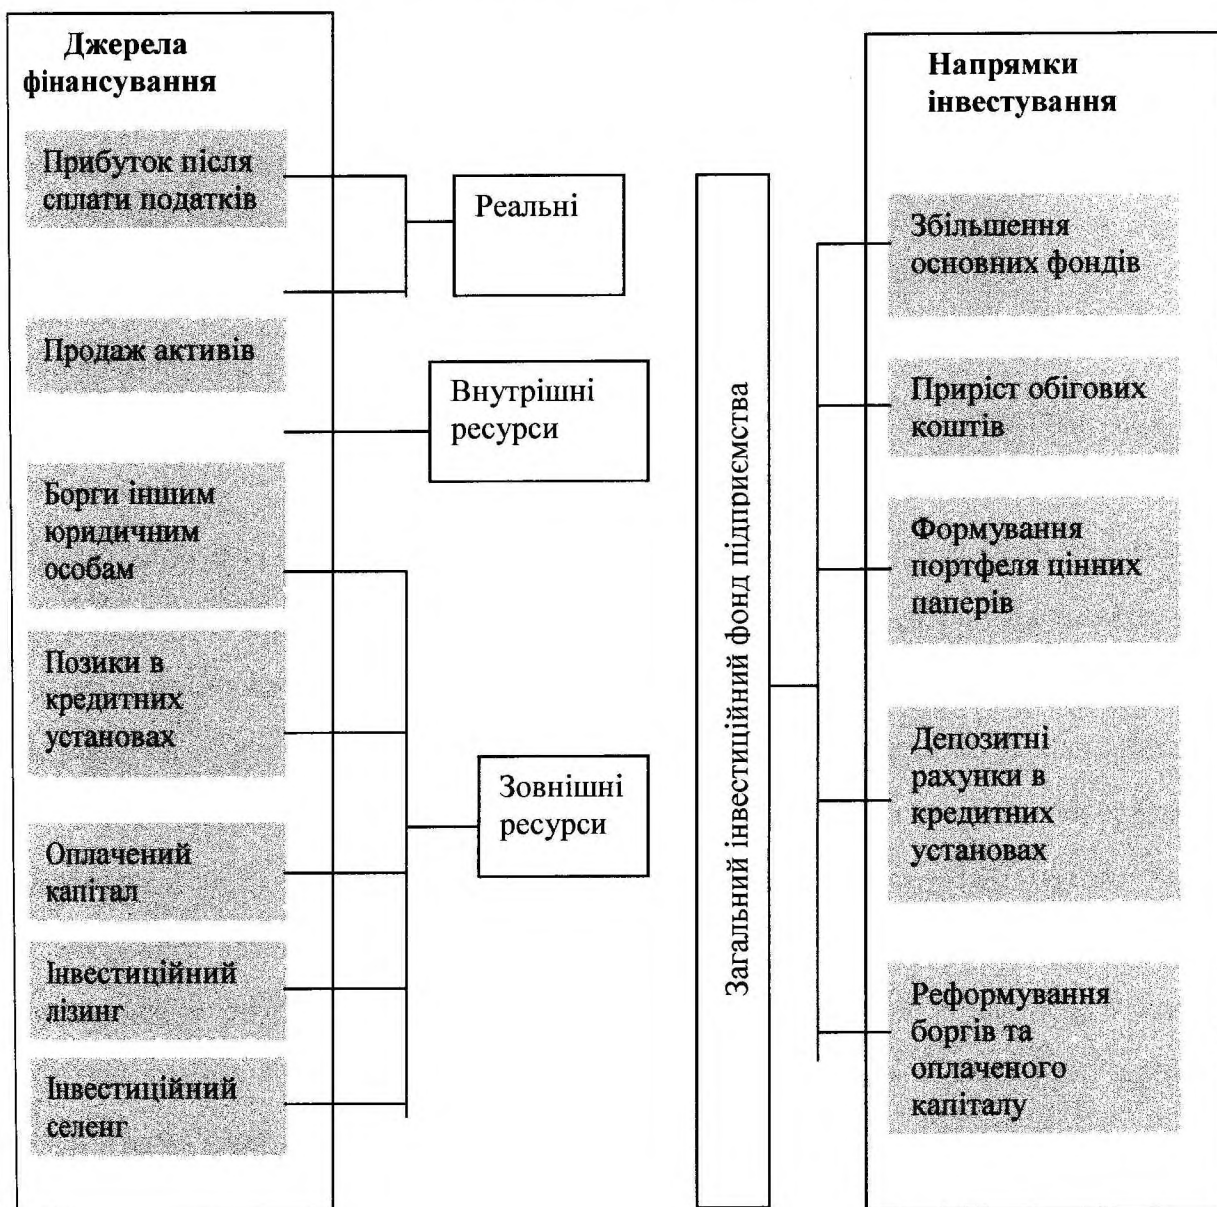 Джерела
фінансування
Прибуток після
сплати податків
Продаж активів
Борги іншим
юридичним
особам
Позики в
кредитних
установах
Оплачений
капітал
Інвестиційний
лізинг
Інвестиційний
селенг
Реальні
Внутрішні
ресурси
Зовнішні
ресурси
Загальний інвестиційний фонд підприємства
Напрямки
інвестування
Збільшення
основних фондів
Приріст обігових
коштів
Формування
портфеля цінних
паперів
Депозитні
рахунки в
кредитних
установах
Реформування
боргів та
оплаченого
капіталу